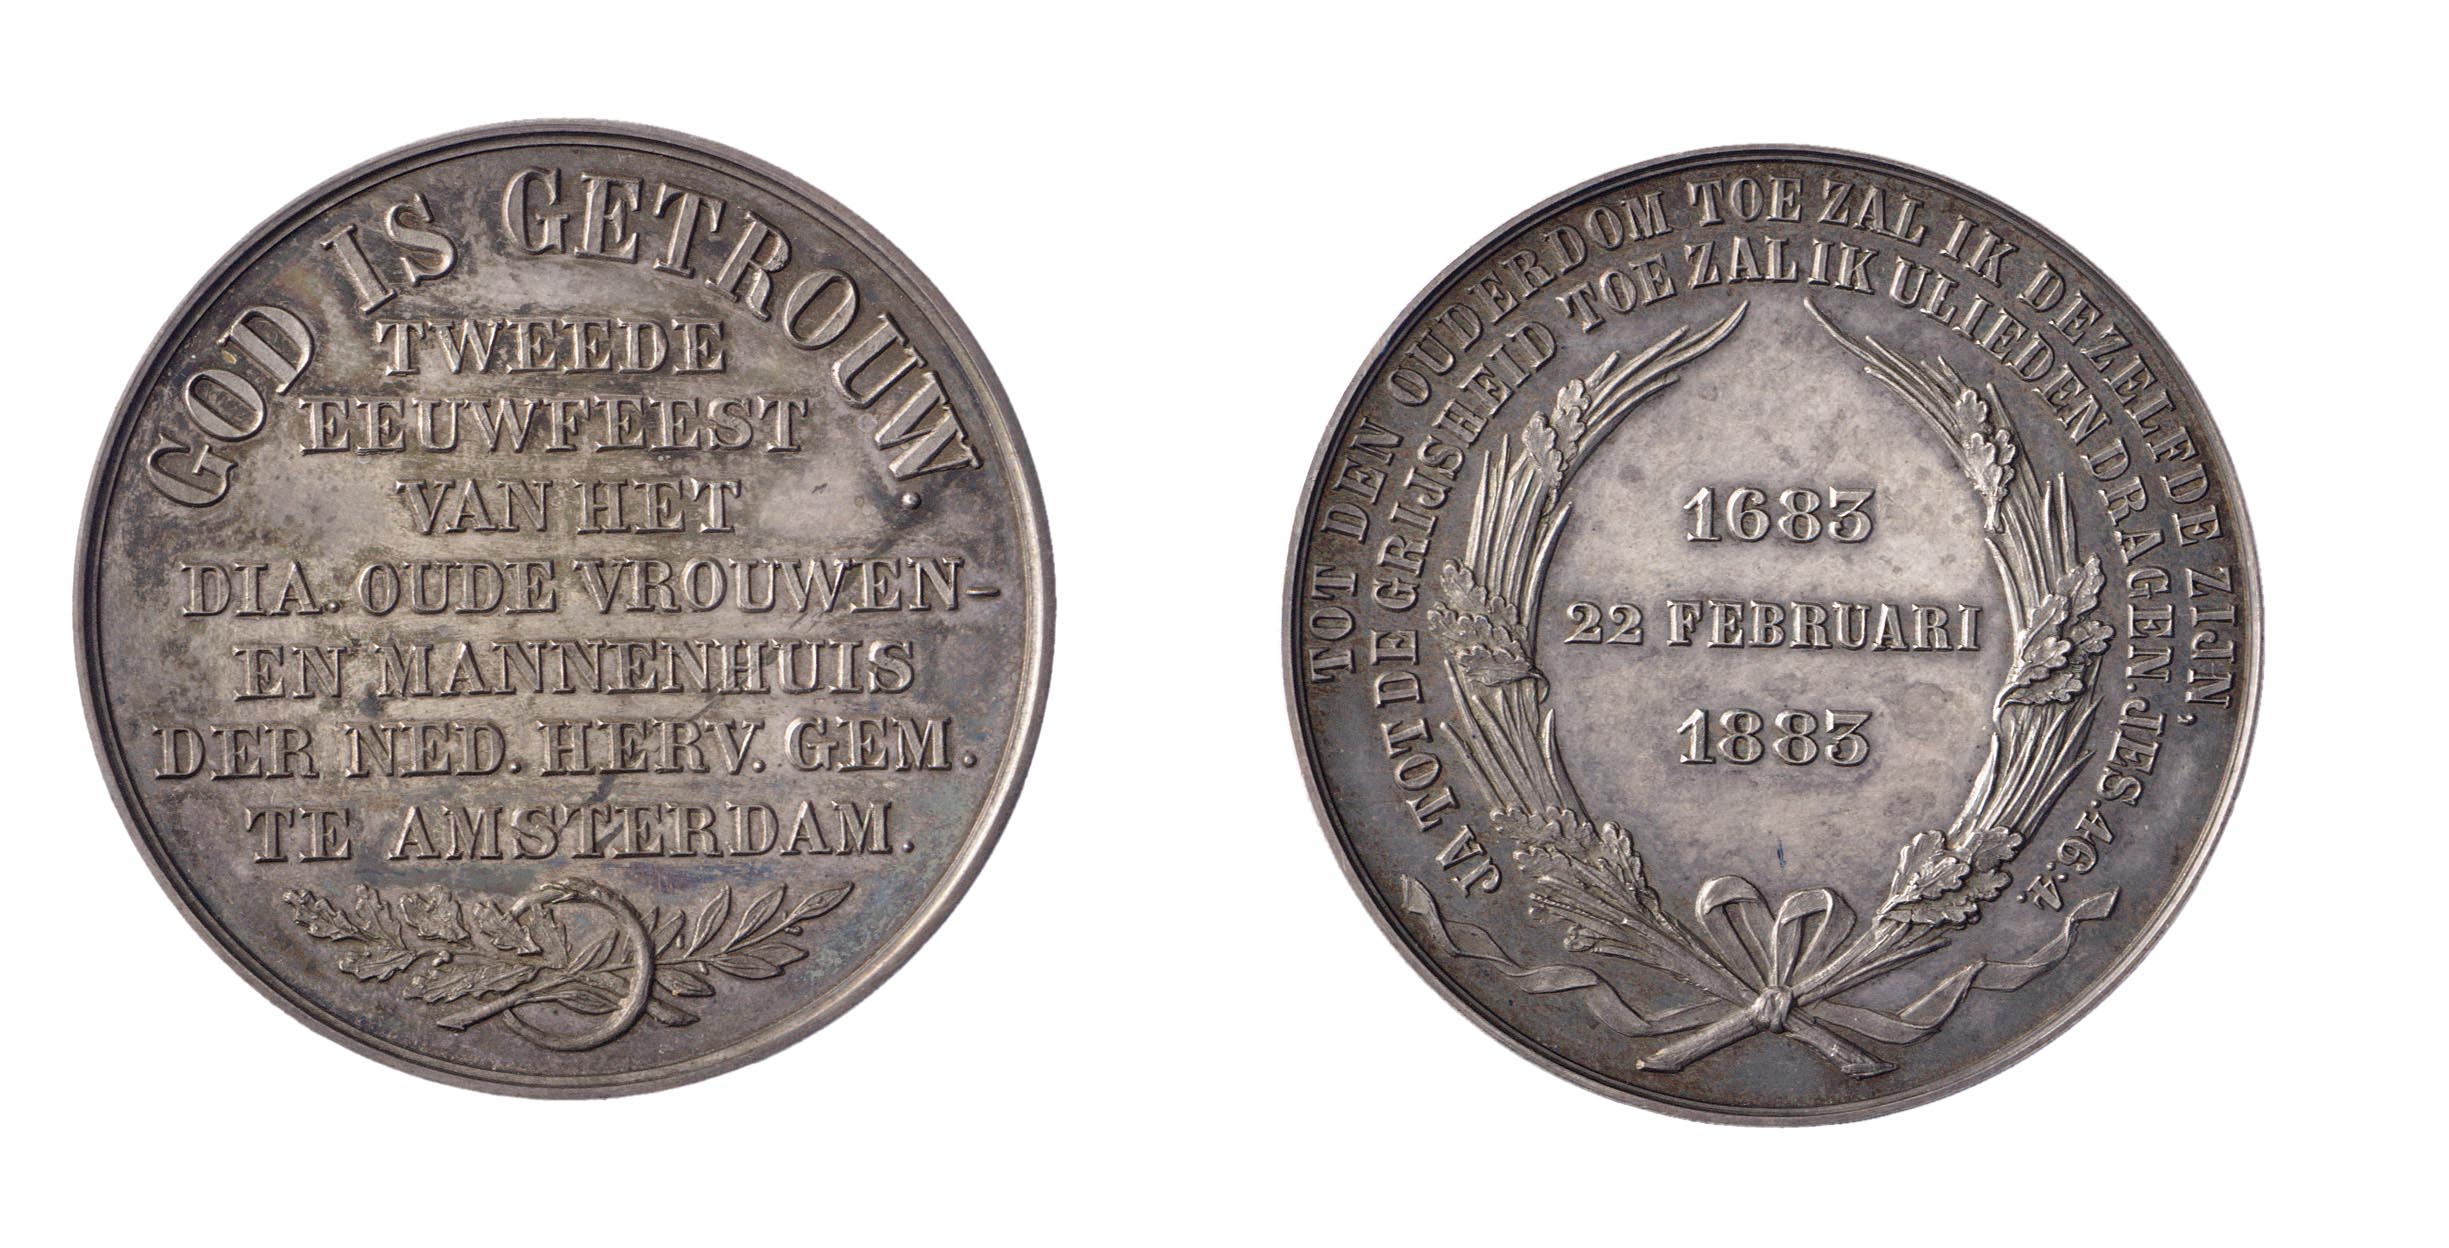 GOD IS GETROUW.
TWEEDE
EEUWFEEST
VAN HET
DIA. OUDE VROUWEN-
EN MANNENHUIS
DER NED. HERV. GEM.
TE AMSTERDAM.
TOT DEN OUDERDOM TOE ZAL IK DEZELFDE ZIJN,
JA TOT DE GRIJSHEID TOE ZAL IK ULIEDEN DRAGEN. JES. 46:4.
1683
22 FEBRUARI
1883